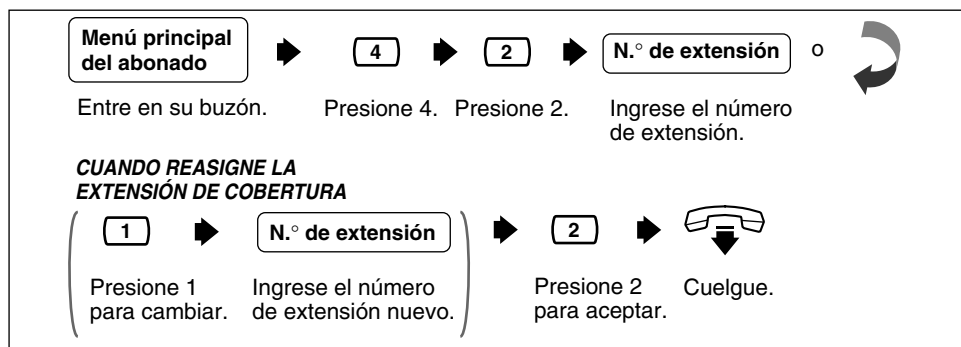 Menú principal
del abonado
4
2
N.° de extensión
o
Entre en su buzón.
Presione 4.
Presione 2.
Ingrese el número
de extensión.
CUANDO REASIGNE LA
EXTENSIÓN DE COBERTURA
1
N.° de extensión
2
Presione 1
para cambiar.
Ingrese el número
de extensión nuevo.
Presione 2
para aceptar.
Cuelgue.